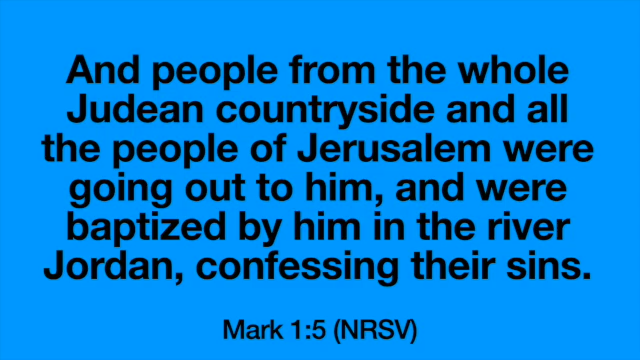 And people from the whole
Judean countryside and all
the people of Jerusalem were
going out to him, and were
baptized by him in the river
Jordan, confessing their sins.
Mark 1:5 (NRSV)